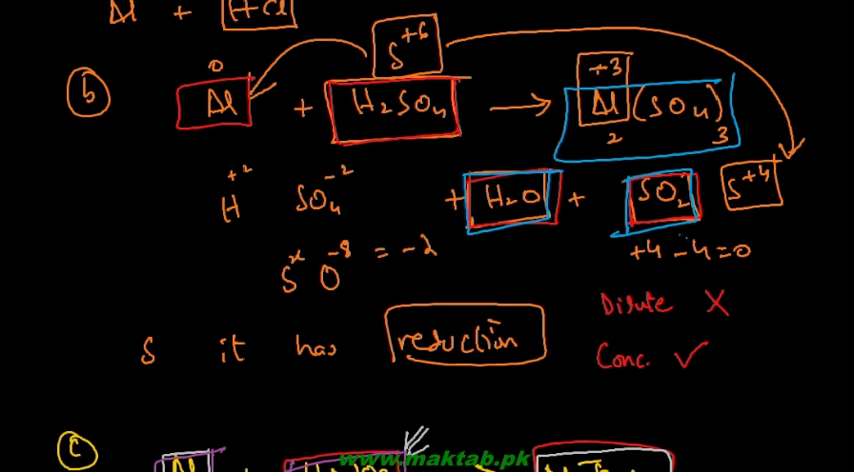 Al + HCl
S+6
0 +3
b Al + H2SO4 → Al2(SO4)3
H+2 SO4-2 + H2O + SO2 S+4
Sx O-8 = -2 +4 -4 = 0
Dilute X
S it has reduction Conc. ✓
c
www.maktab.pk